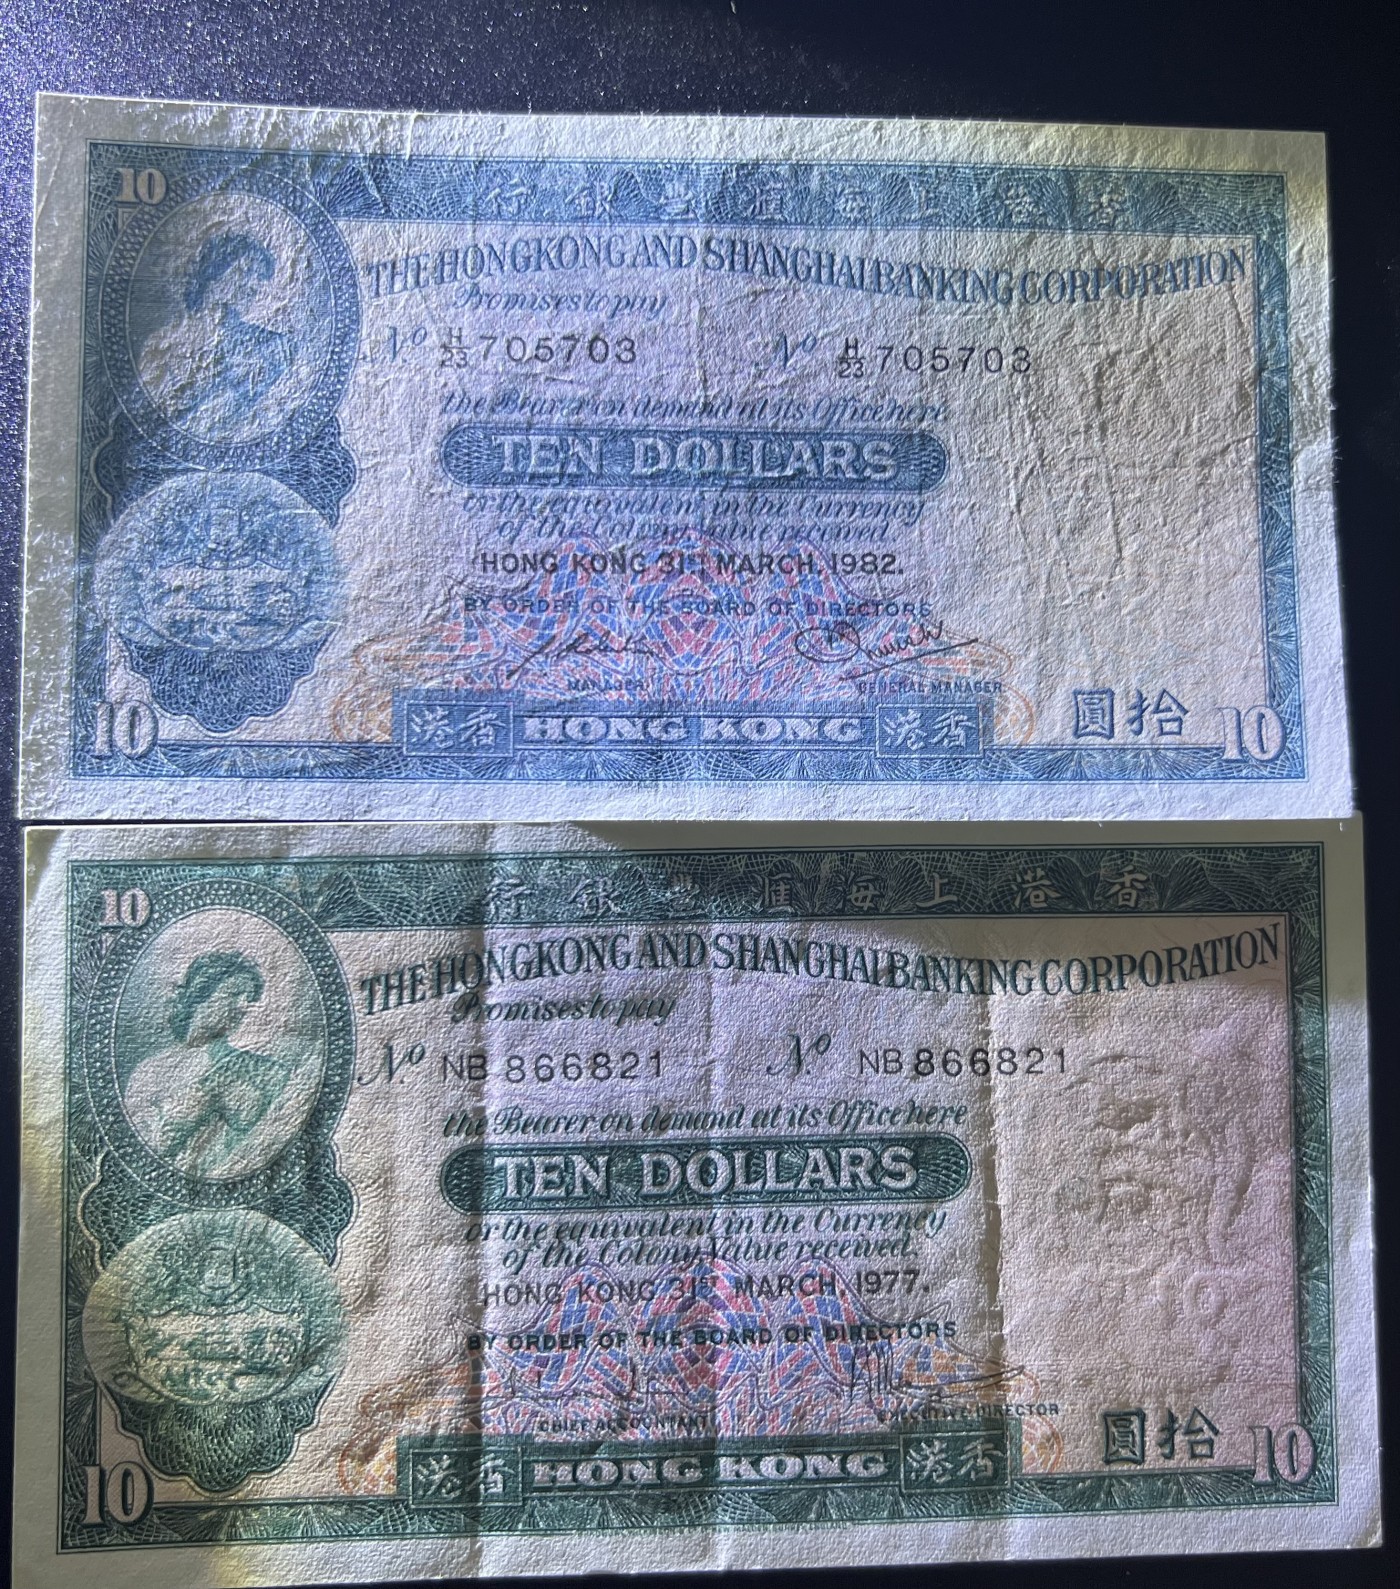 10
行銀豐滙海上港香
THE HONGKONG AND SHANGHAI BANKING CORPORATION
Promises to pay
No. H/23 705703 No. H/23 705703
the Bearer on demand at its Office here
TEN DOLLARS
or the equivalent in the Currency
of the Colony Value received
HONG KONG 31ST MARCH, 1982.
BY ORDER OF THE BOARD OF DIRECTORS
MANAGER GENERAL MANAGER
10 港香 HONG KONG 港香 圓拾 10
10
行銀豐滙海上港香
THE HONGKONG AND SHANGHAI BANKING CORPORATION
Promises to pay
No. NB 866821 No. NB 866821
the Bearer on demand at its Office here
TEN DOLLARS
or the equivalent in the Currency
of the Colony Value received.
HONG KONG 31ST MARCH, 1977.
BY ORDER OF THE BOARD OF DIRECTORS
CHIEF ACCOUNTANT EXECUTIVE DIRECTOR
10 港香 HONG KONG 港香 圓拾 10